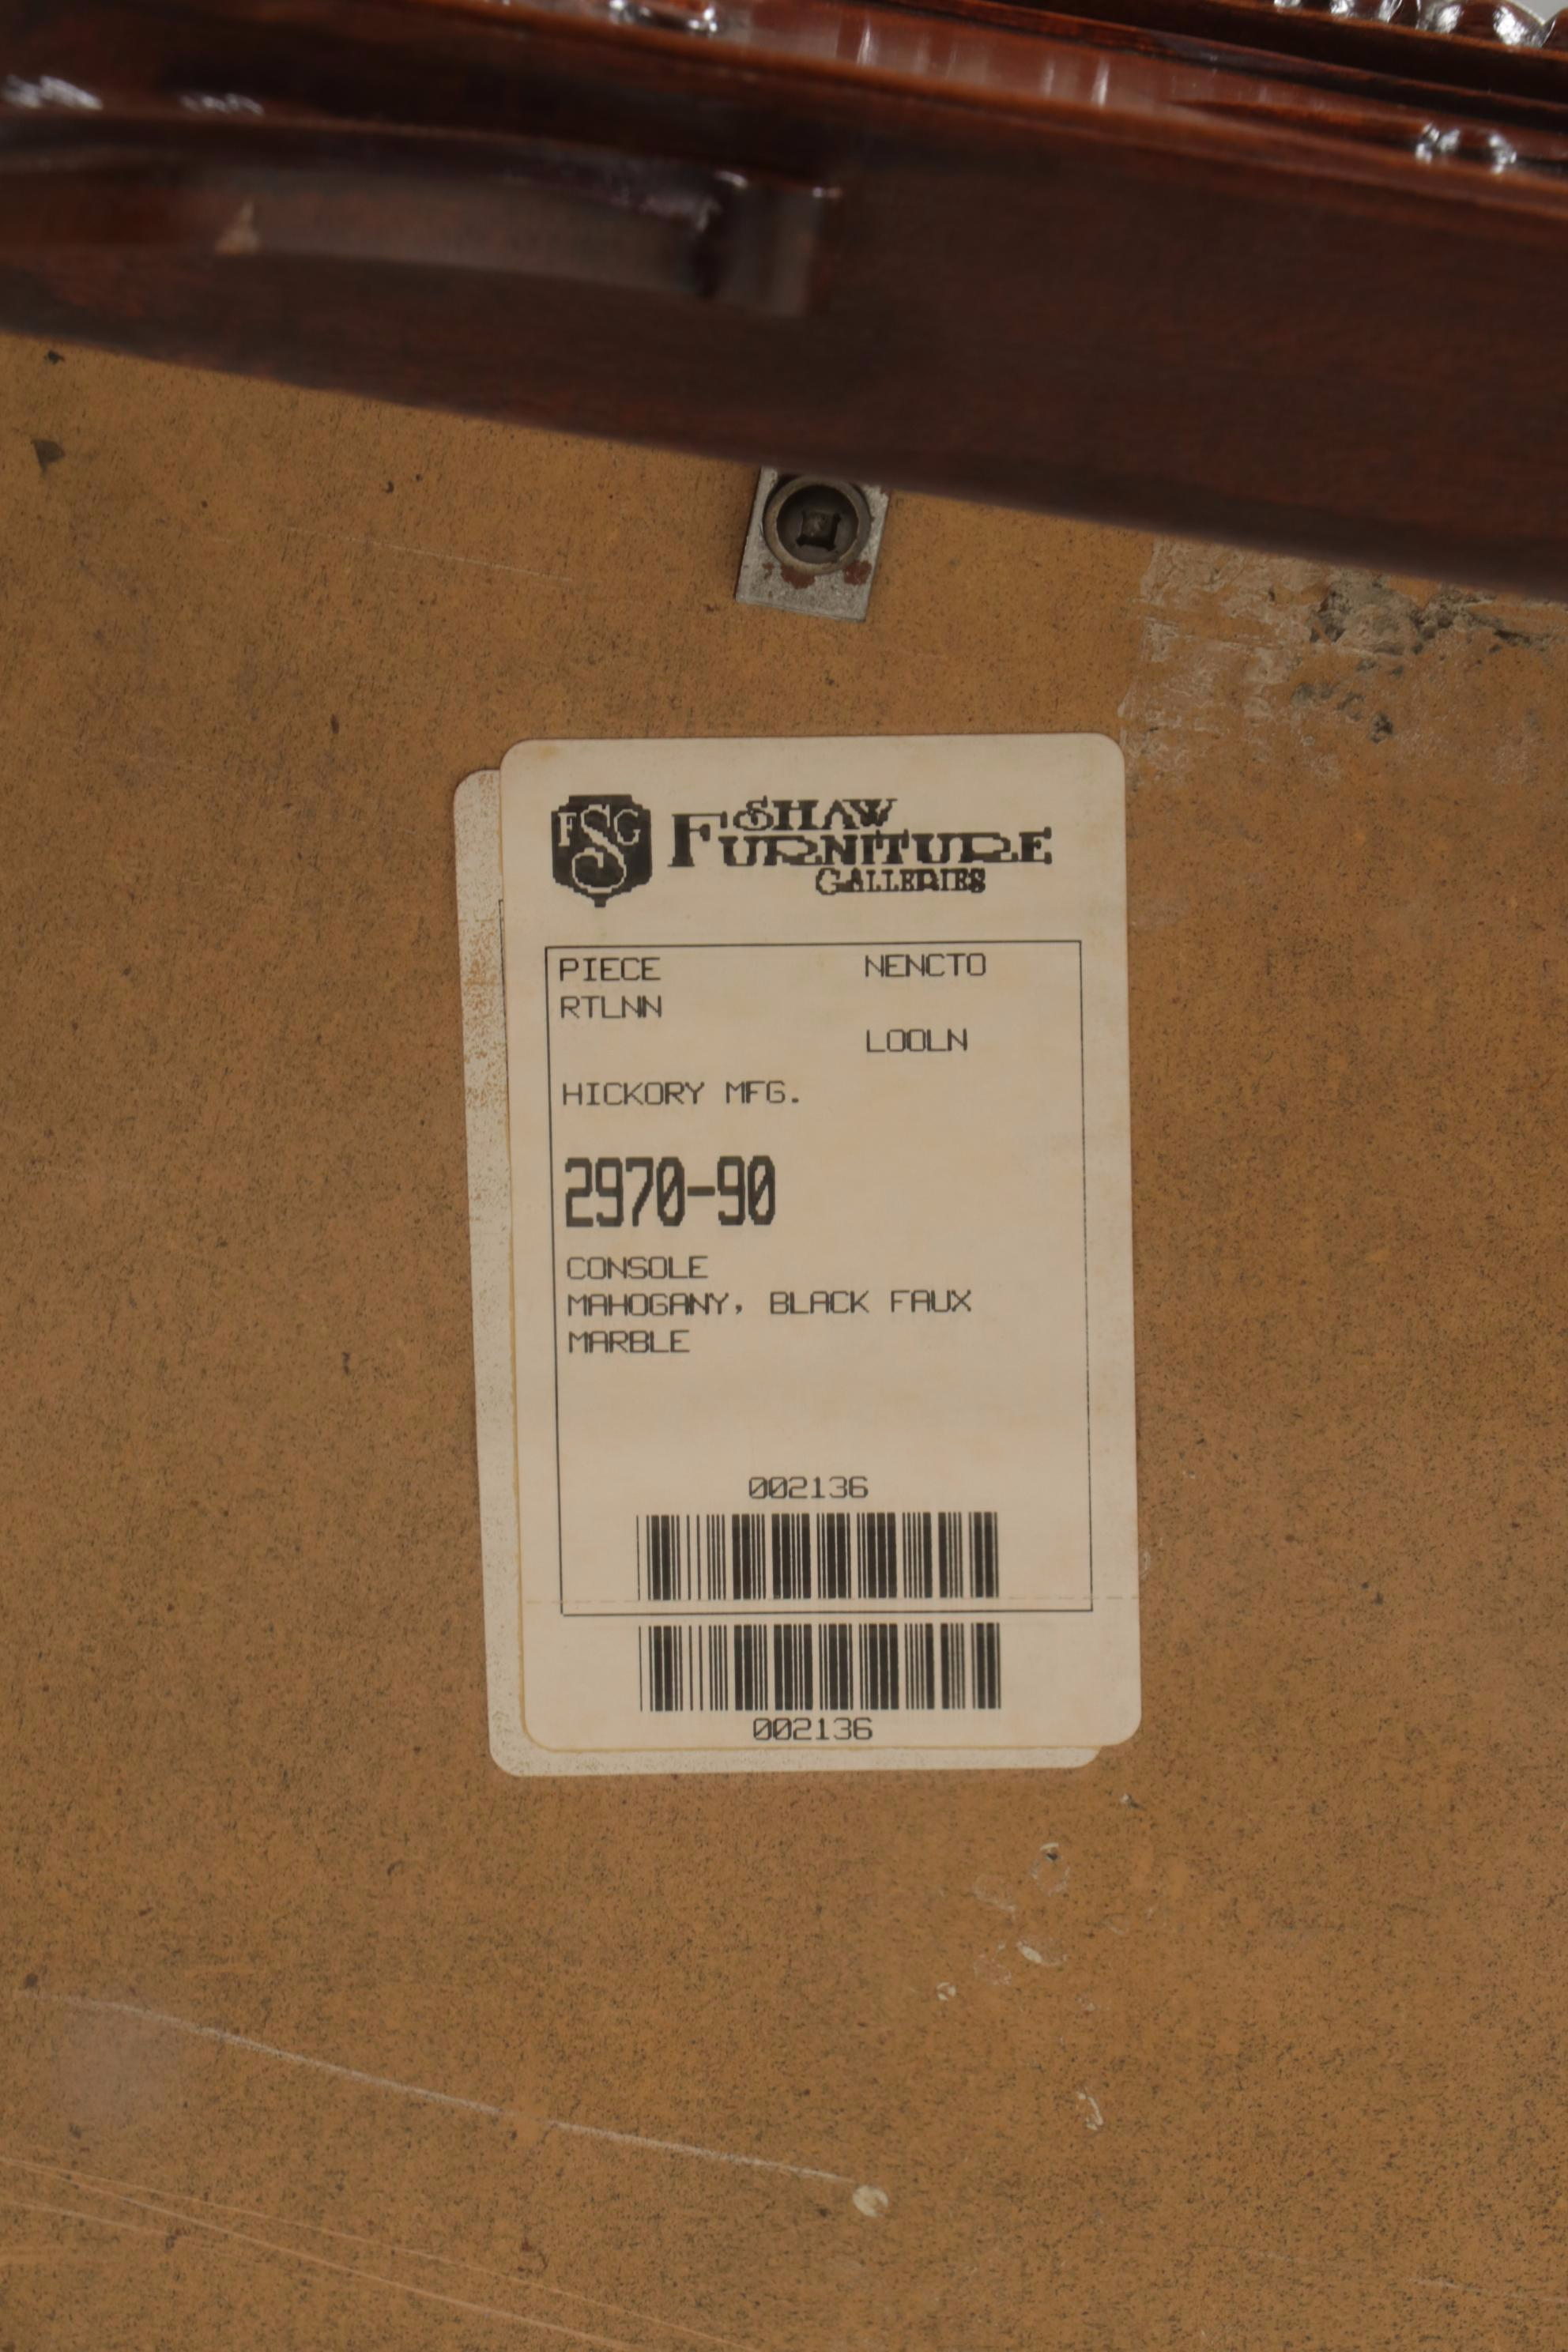 FSG SHAW
FURNITURE
GALLERIES
PIECE NENCTO
RTLNN
LOOLN
HICKORY MFG.
2970-90
CONSOLE
MAHOGANY, BLACK FAUX
MARBLE
002136
002136